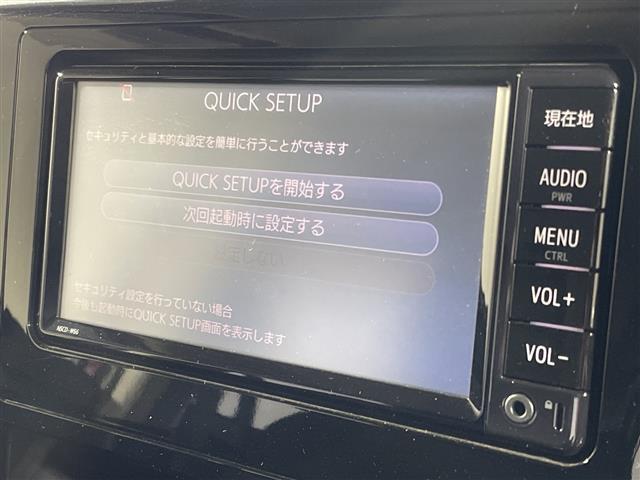 QUICK SETUP
セキュリティと基本的な設定を簡単に行うことができます
QUICK SETUPを開始する
次回起動時に設定する
設定しない
セキュリティ設定を行っていない場合
今後も起動時にQUICK SETUP画面を表示します
NSCD-W66
現在地
AUDIO
PWR
MENU
CTRL
VOL+
VOL-